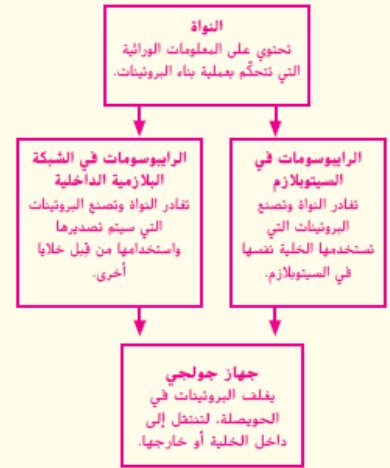 النواة
تحتوي على المعلومات الوراثية
التي تتحكّم بعملية بناء البروتينات.
الرايبوسومات في
السيتوبلازم
تغادر النواة وتصنع
البروتينات التي
تستخدمها الخلية نفسها
في السيتوبلازم.
الرايبوسومات في الشبكة
البلازمية الداخلية
تغادر النواة وتصنع البروتينات
التي سيتم تصديرها
واستخدامها من قِبل خلايا
أخرى.
جهاز جولجي
يغلف البروتينات في
الحويصلة، لتنتقل إلى
داخل الخلية أو خارجها.